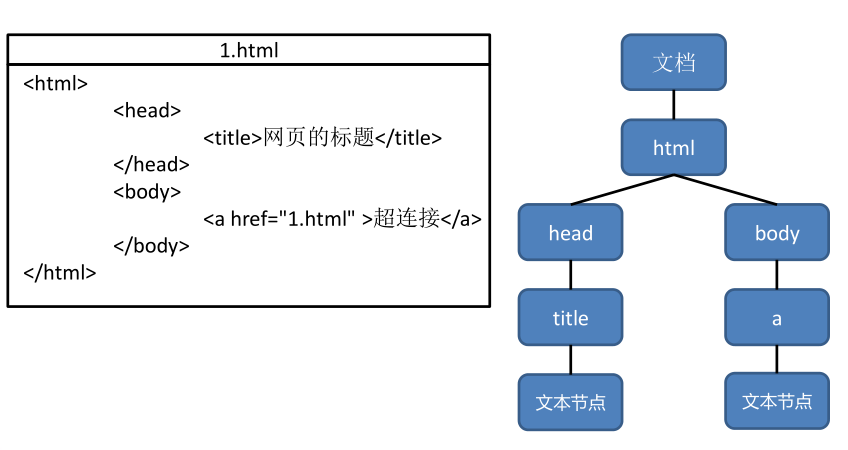 1.html
<html>
<head>
<title>网页的标题</title>
</head>
<body>
<a href="1.html" >超连接</a>
</body>
</html>
文档
html
head
body
title
a
文本节点
文本节点